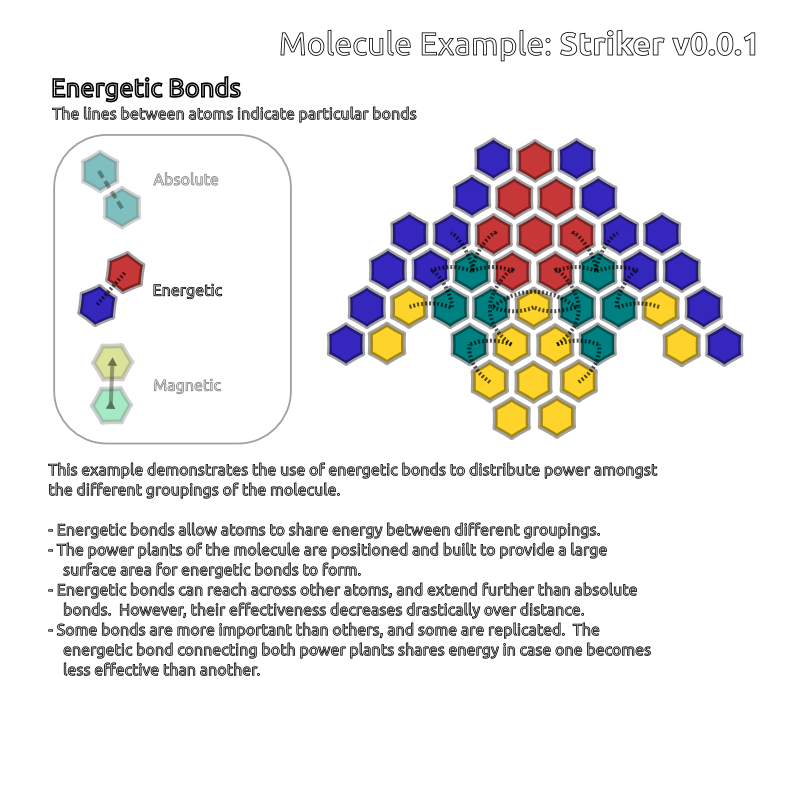 Molecule Example: Striker v0.0.1
Energetic Bonds
The lines between atoms indicate particular bonds
Absolute
Energetic
Magnetic
This example demonstrates the use of energetic bonds to distribute power amongst
the different groupings of the molecule.
- Energetic bonds allow atoms to share energy between different groupings.
- The power plants of the molecule are positioned and built to provide a large
surface area for energetic bonds to form.
- Energetic bonds can reach across other atoms, and extend further than absolute
bonds.  However, their effectiveness decreases drastically over distance.
- Some bonds are more important than others, and some are replicated.  The
energetic bond connecting both power plants shares energy in case one becomes
less effective than another.